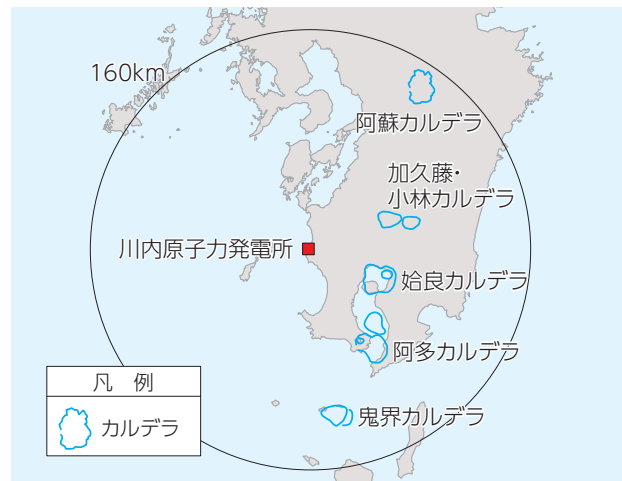 160km
阿蘇カルデラ
加久藤・
小林カルデラ
川内原子力発電所
姶良カルデラ
阿多カルデラ
鬼界カルデラ
凡 例
カルデラ